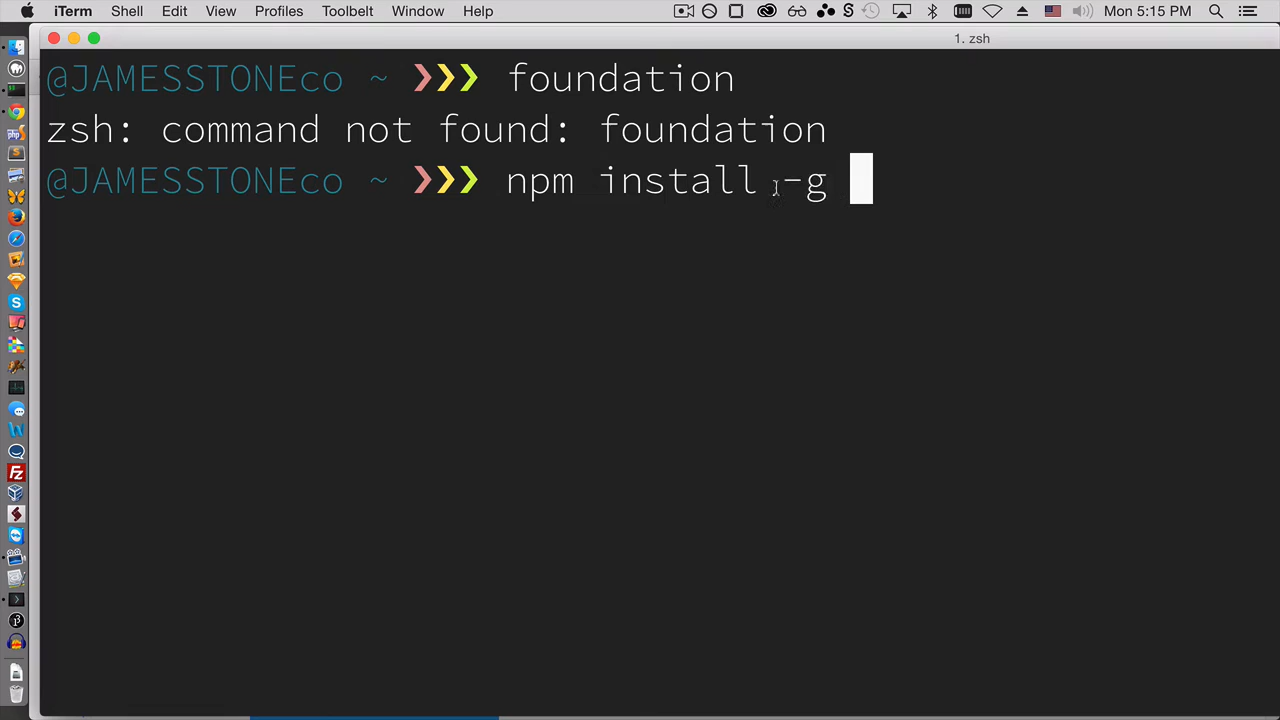 iTerm Shell Edit View Profiles Toolbelt Window Help Mon 5:15 PM
1. zsh
@JAMESSTONEco ~ ❯❯❯ foundation
zsh: command not found: foundation
@JAMESSTONEco ~ ❯❯❯ npm install -g